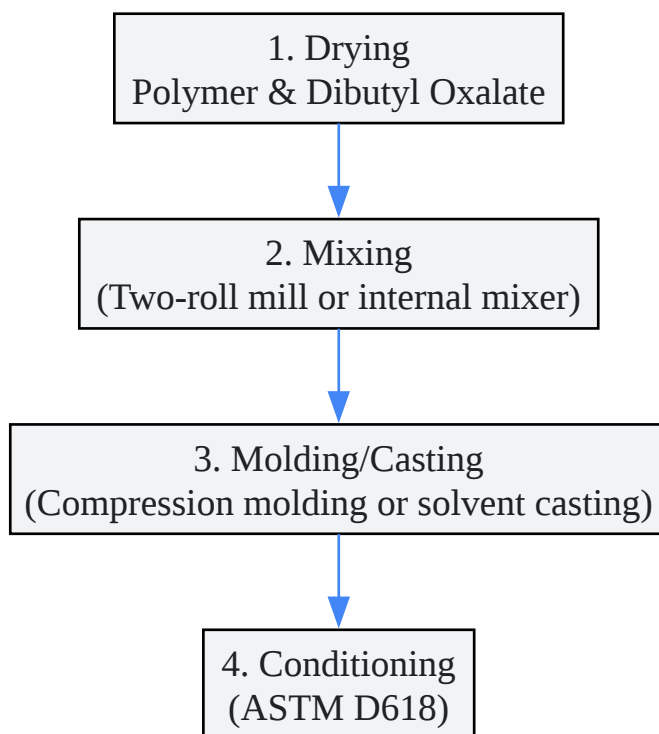 1. Drying
Polymer & Dibutyl Oxalate
2. Mixing
(Two-roll mill or internal mixer)
3. Molding/Casting
(Compression molding or solvent casting)
4. Conditioning
(ASTM D618)